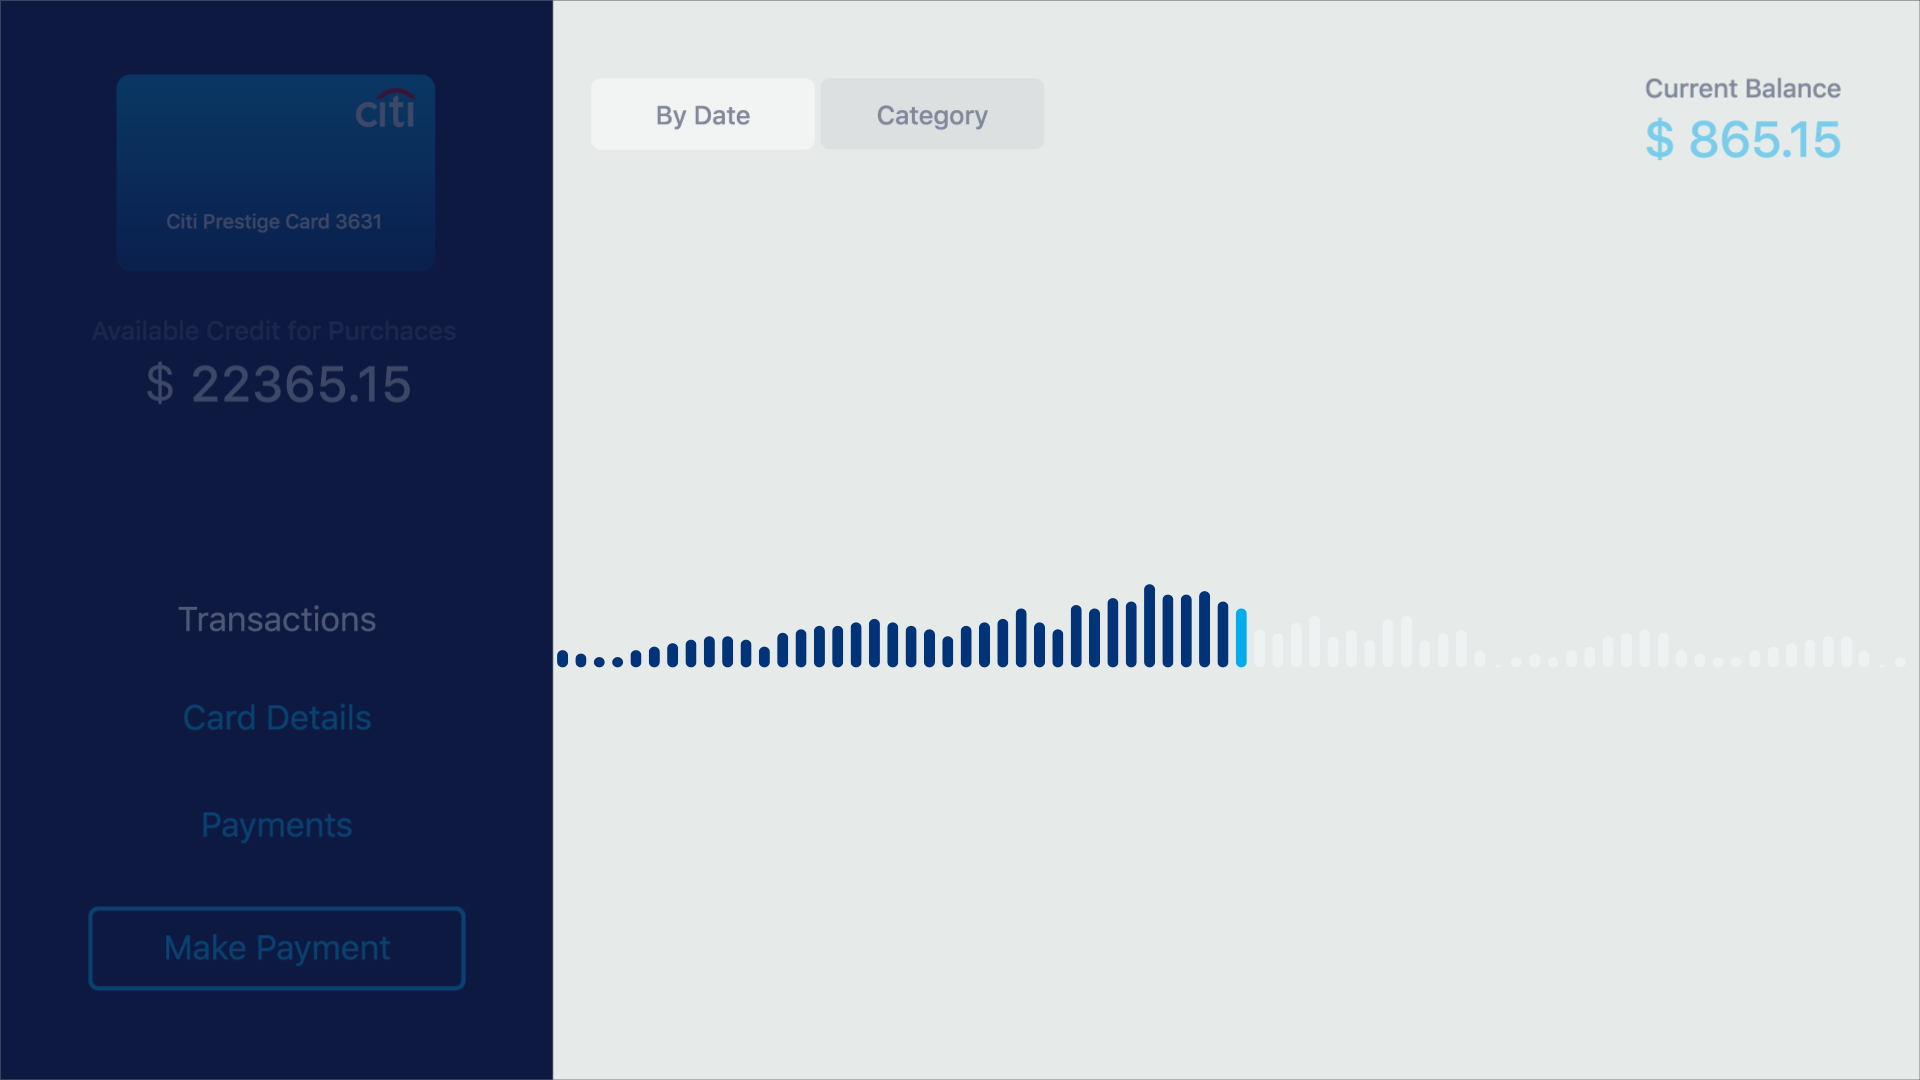 citi
Citi Prestige Card 3631
Available Credit for Purchaces
$ 22365.15
Transactions
Card Details
Payments
Make Payment
By Date
Category
Current Balance
$ 865.15